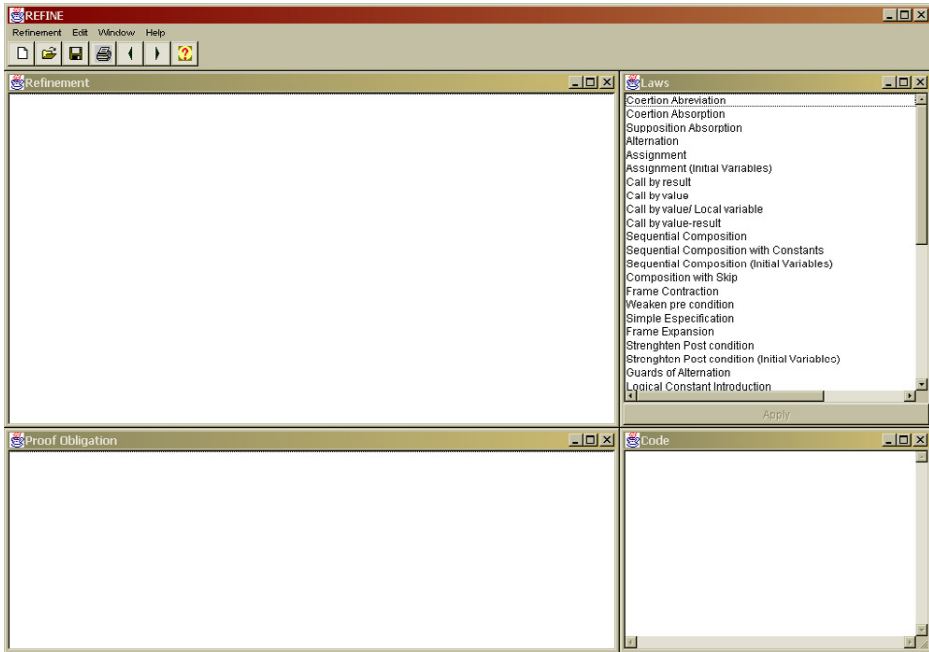 REFINE
Refinement Edit Window Help
Refinement
Laws
Coertion Abreviation
Coertion Absorption
Supposition Absorption
Alternation
Assignment
Assignment (Initial Variables)
Call by result
Call by value
Call by value/ Local variable
Call by value-result
Sequential Composition
Sequential Composition with Constants
Sequential Composition (Initial Variables)
Composition with Skip
Frame Contraction
Weaken pre condition
Simple Especification
Frame Expansion
Strenghten Post condition
Strenghten Post condition (Initial Variables)
Guards of Alternation
Logical Constant Introduction
Apply
Proof Obligation
Code